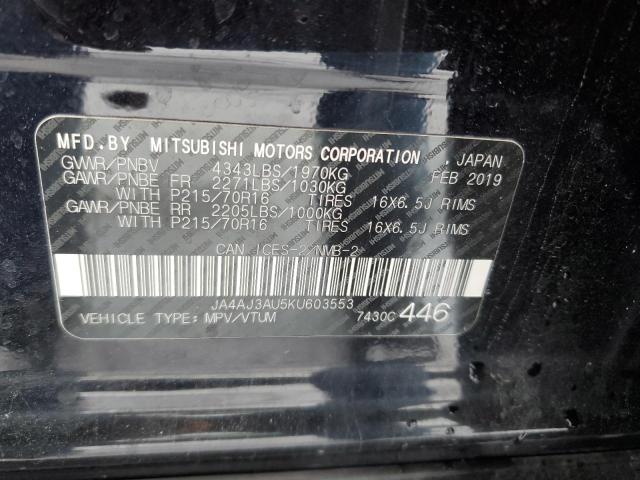 MFD.BY MITSUBISHI MOTORS CORPORATION , JAPAN
GVWR/PNBV 4343LBS/1970KG FEB 2019
GAWR/PNBE FR 2271LBS/1030KG
WITH P215/70R16 TIRES 16X6.5J RIMS
GAWR/PNBE RR 2205LBS/1000KG
WITH P215/70R16 TIRES 16X6.5J RIMS
CAN ICES-2/NMB-2
JA4AJ3AU5KU603553
VEHICLE TYPE: MPV/VTUM 7430C 446